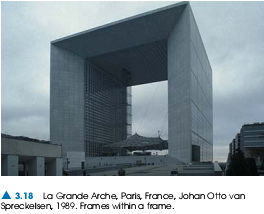 ▲ 3.18 La Grande Arche, Paris, France, Johan Otto van
Spreckelsen, 1989. Frames within a frame.